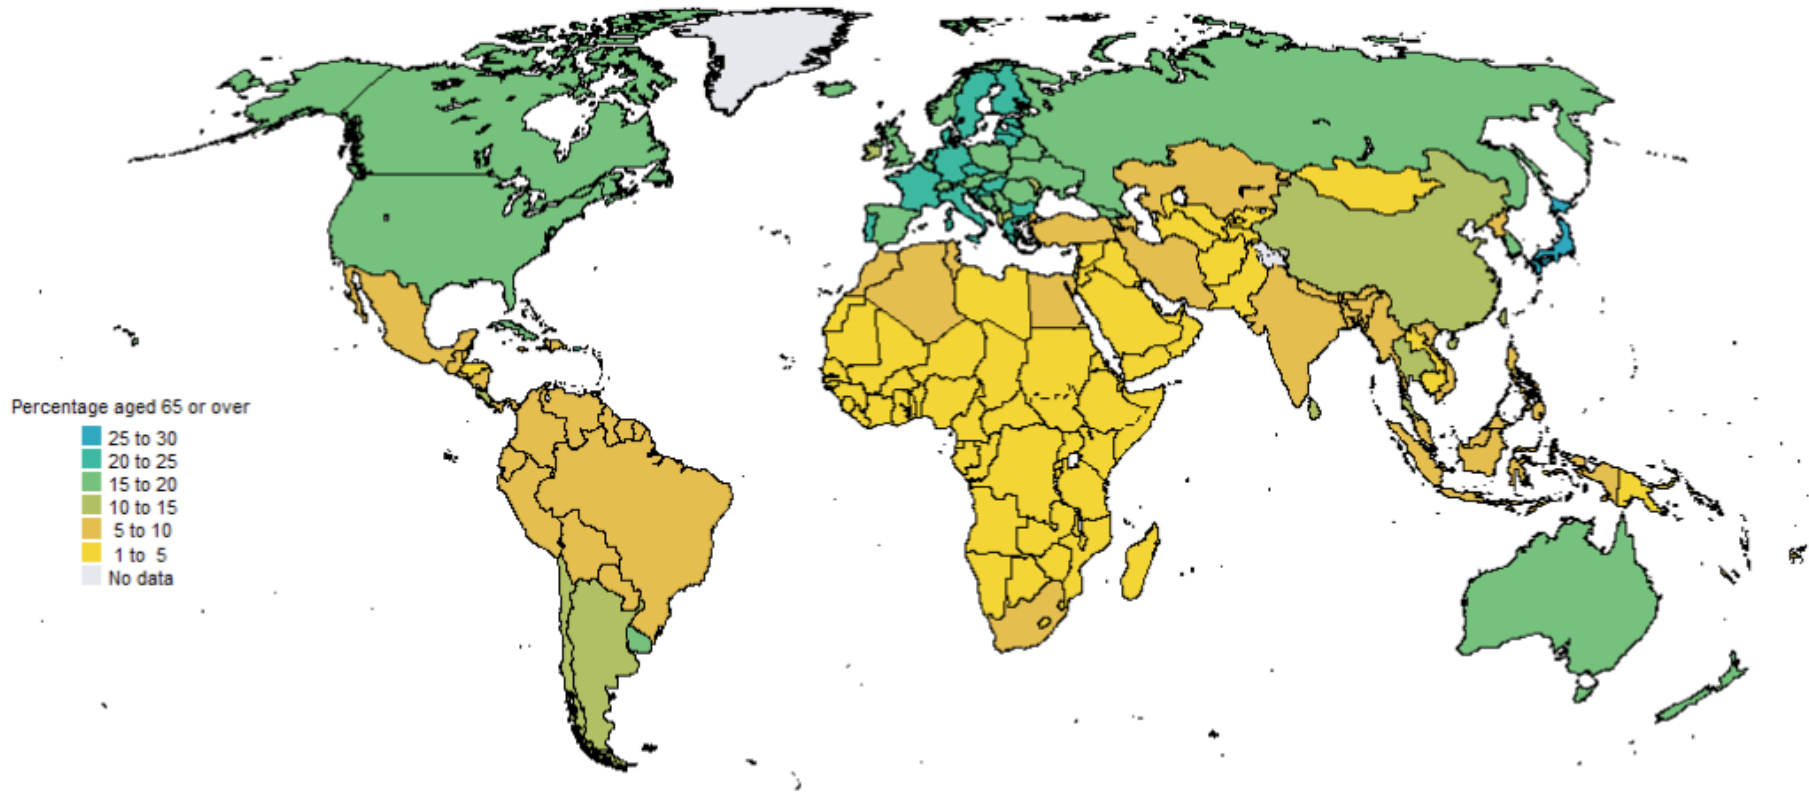 Percentage aged 65 or over
25 to 30
20 to 25
15 to 20
10 to 15
5 to 10
1 to 5
No data